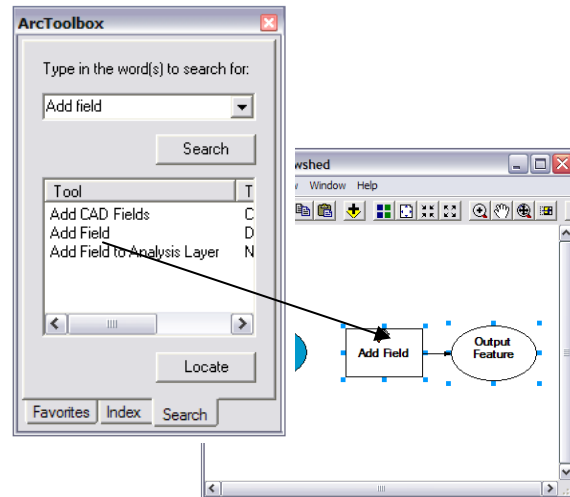 ArcToolbox
Type in the word(s) to search for:
Add field
Search
Tool T
Add CAD Fields C
Add Field D
Add Field to Analysis Layer N
Locate
Favorites Index Search
wshed
Window Help
Add Field
Output
Feature